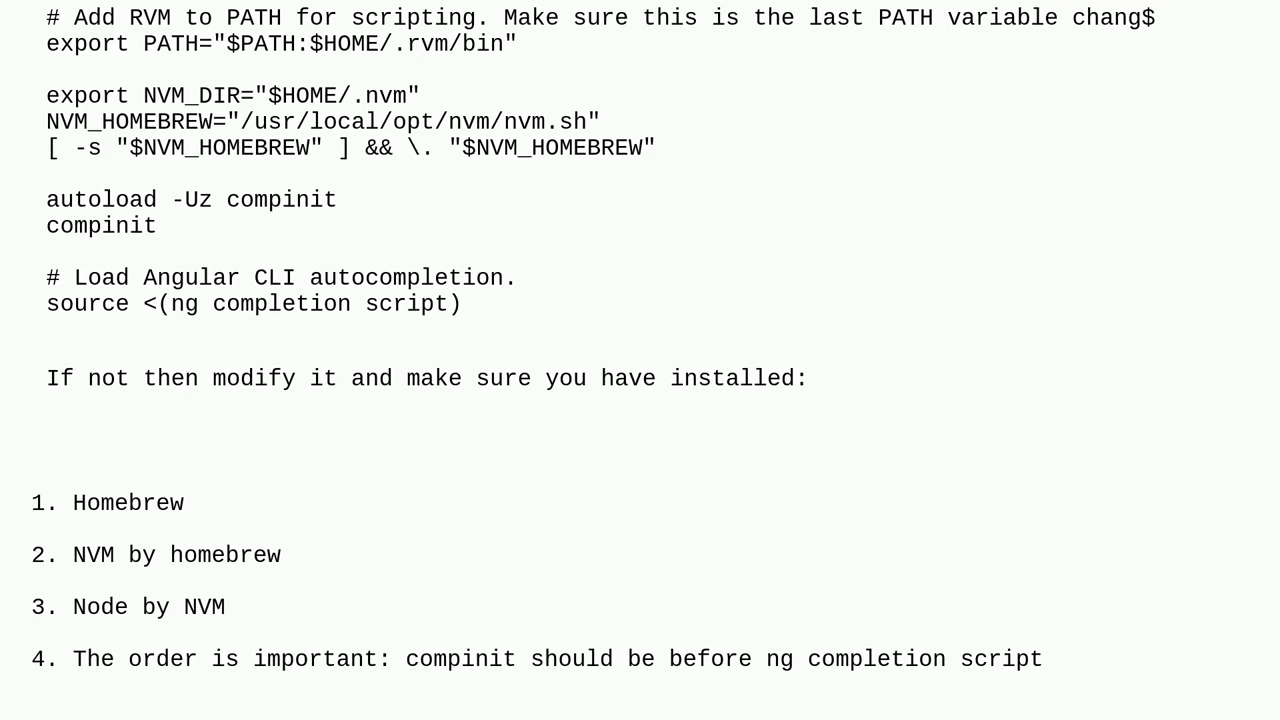 # Add RVM to PATH for scripting. Make sure this is the last PATH variable chang$
export PATH="$PATH:$HOME/.rvm/bin"
export NVM_DIR="$HOME/.nvm"
NVM_HOMEBREW="/usr/local/opt/nvm/nvm.sh"
[ -s "$NVM_HOMEBREW" ] && \. "$NVM_HOMEBREW"
autoload -Uz compinit
compinit
# Load Angular CLI autocompletion.
source <(ng completion script)
If not then modify it and make sure you have installed:
1. Homebrew
2. NVM by homebrew
3. Node by NVM
4. The order is important: compinit should be before ng completion script